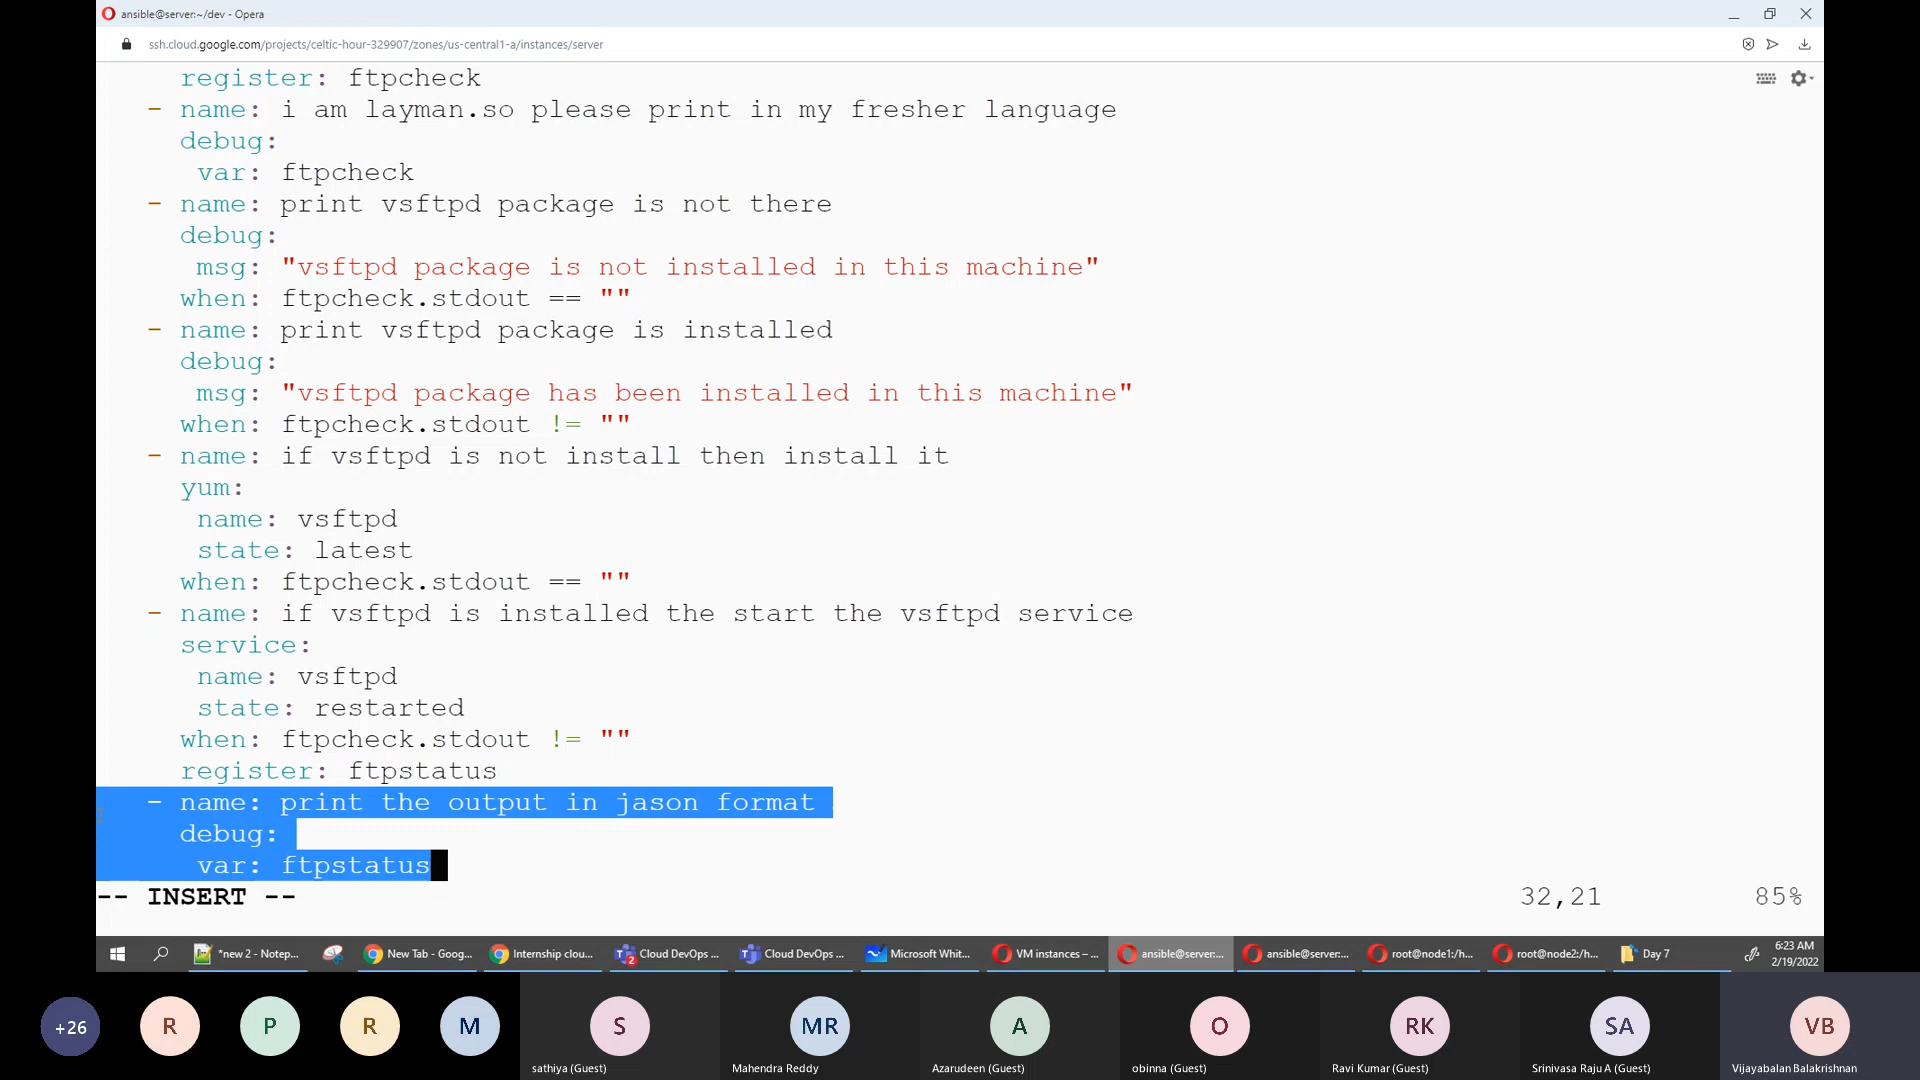 ansible@server:~/dev - Opera
ssh.cloud.google.com/projects/celtic-hour-329907/zones/us-central1-a/instances/server
register: ftpcheck
- name: i am layman.so please print in my fresher language
debug:
var: ftpcheck
- name: print vsftpd package is not there
debug:
msg: "vsftpd package is not installed in this machine"
when: ftpcheck.stdout == ""
- name: print vsftpd package is installed
debug:
msg: "vsftpd package has been installed in this machine"
when: ftpcheck.stdout != ""
- name: if vsftpd is not install then install it
yum:
name: vsftpd
state: latest
when: ftpcheck.stdout == ""
- name: if vsftpd is installed the start the vsftpd service
service:
name: vsftpd
state: restarted
when: ftpcheck.stdout != ""
register: ftpstatus
- name: print the output in jason format
debug:
var: ftpstatus
-- INSERT -- 32,21 85%
*new 2 - Notep... New Tab - Goog... Internship clou... 2 Cloud DevOps ... Cloud DevOps ... Microsoft Whit... VM instances – ... ansible@server:... ansible@server:... root@node1:/h... root@node2:/h... Day 7 6:23 AM
2/19/2022
+26 R P R M S MR A O RK SA VB
sathiya (Guest) Mahendra Reddy Azarudeen (Guest) obinna (Guest) Ravi Kumar (Guest) Srinivasa Raju A (Guest) Vijayabalan Balakrishnan